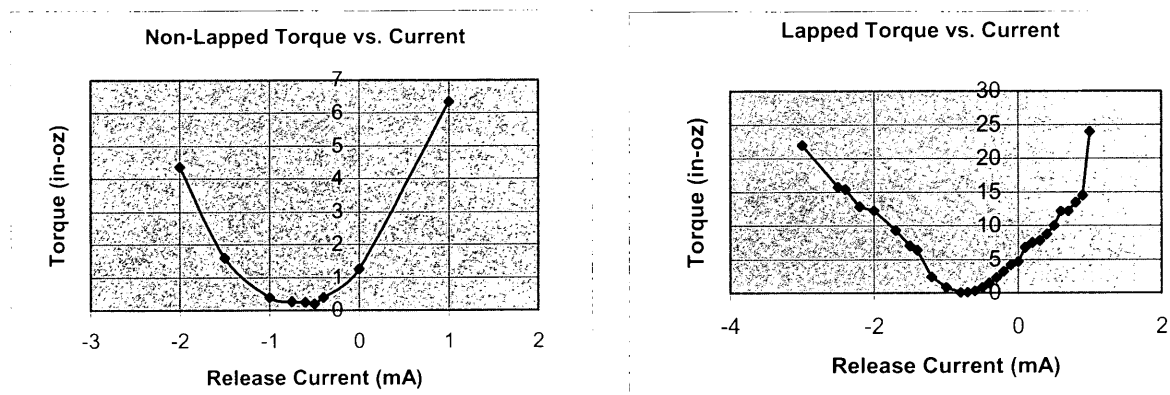 Non-Lapped Torque vs. Current
7
6
5
4
3
2
1
0
-3 -2 -1 0 1 2
Torque (in-oz)
Release Current (mA)
Lapped Torque vs. Current
30
25
20
15
10
5
0
-4 -2 0 2
Torque (in-oz)
Release Current (mA)